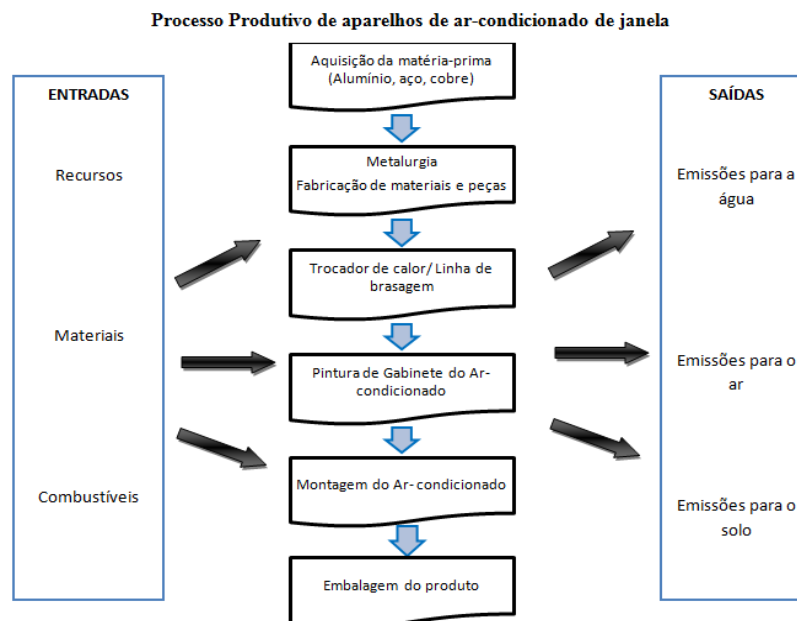 Processo Produtivo de aparelhos de ar-condicionado de janela
ENTRADAS
Recursos
Materiais
Combustíveis
Aquisição da matéria-prima
(Alumínio, aço, cobre)
Metalurgia
Fabricação de materiais e peças
Trocador de calor/ Linha de
brasagem
Pintura de Gabinete do Ar-
condicionado
Montagem do Ar- condicionado
Embalagem do produto
SAÍDAS
Emissões para a
água
Emissões para o
ar
Emissões para o
solo